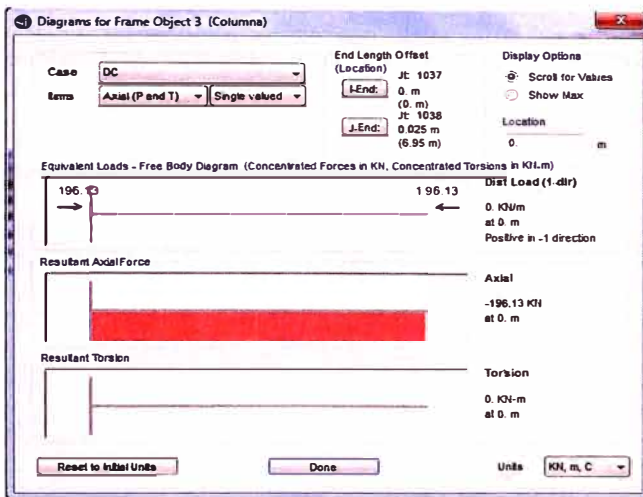 Diagrams for Frame Object 3 (Columna)
Case DC
Items Axial (P and T) Single valued
End Length Offset
(Location)
I-End: Jt: 1037
0. m
(0. m)
J-End: Jt: 1038
0.025 m
(6.95 m)
Display Options
Scroll for Values
Show Max
Location
0. m
Equivalent Loads - Free Body Diagram (Concentrated Forces in KN, Concentrated Torsions in KN-m)
196.13 196.13
Dist Load (1-dir)
0. KN/m
at 0. m
Positive in -1 direction
Resultant Axial Force
Axial
-196.13 KN
at 0. m
Resultant Torsion
Torsion
0. KN-m
at 0. m
Reset to Initial Units Done Units KN, m, C